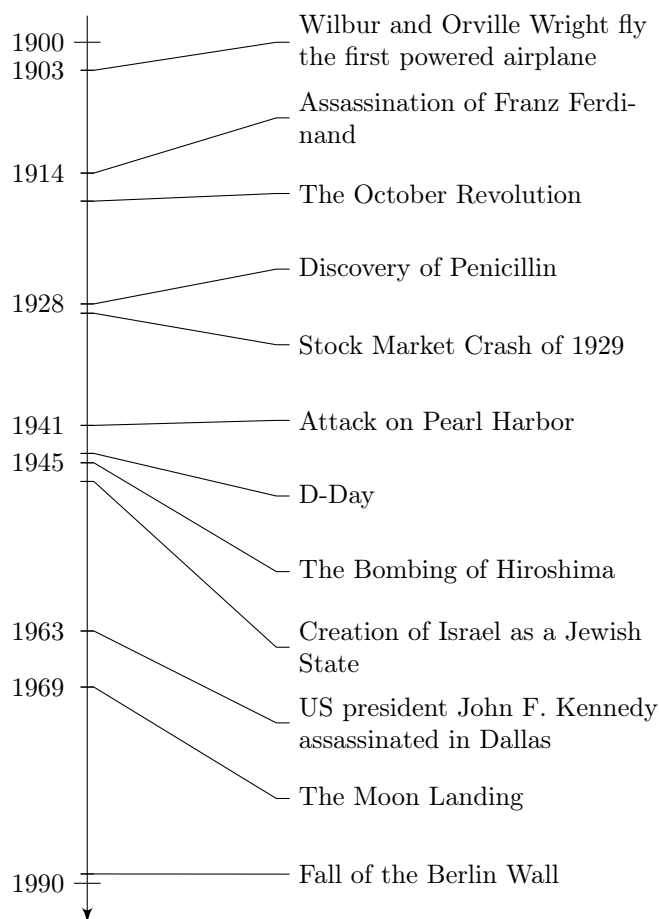 Wilbur and Orville Wright fly
1900
the first powered airplane
1903
Assassination of Franz Ferdi-
nand
1914
The October Revolution
Discovery of Penicillin
1928
Stock Market Crash of 1929
Attack on Pearl Harbor
1941
1945
D-Day
The Bombing of Hiroshima
1963
Creation of Israel as a Jewish
State
1969
US president John F. Kennedy
assassinated in Dallas
The Moon Landing
Fall of the Berlin Wall
1990